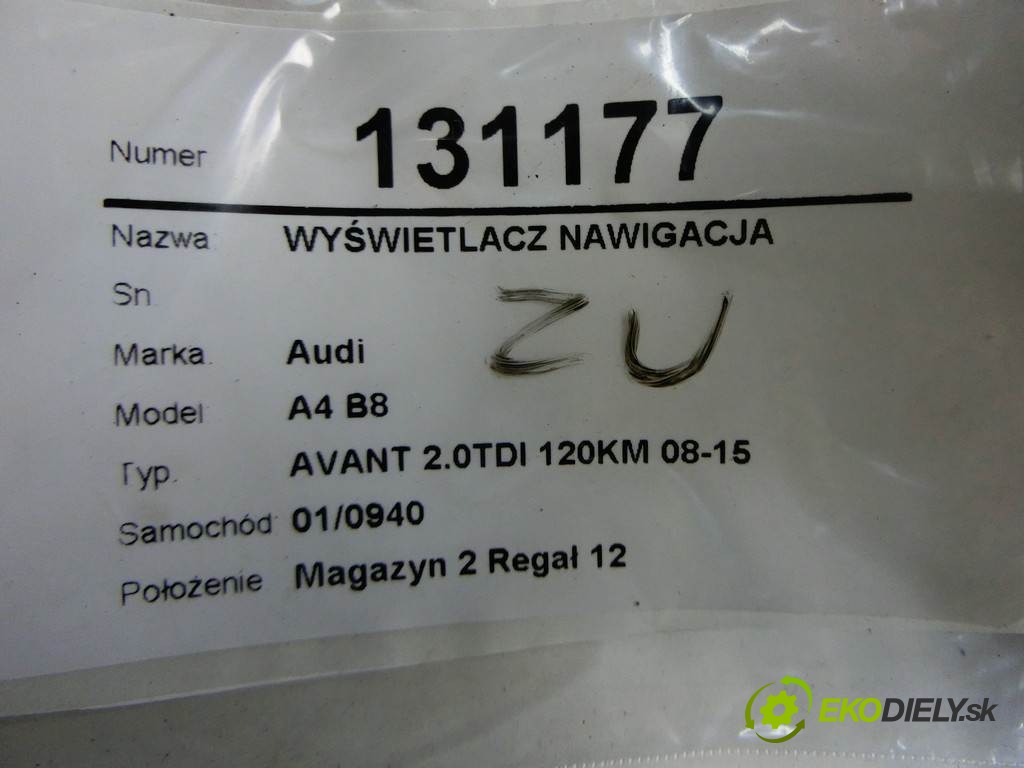 Numer 131177
Nazwa WYŚWIETLACZ NAWIGACJA
Sn
ZU
Marka Audi
Model A4 B8
Typ. AVANT 2.0TDI 120KM 08-15
Samochód 01/0940
Położenie Magazyn 2 Regał 12
EKODIELY.sk